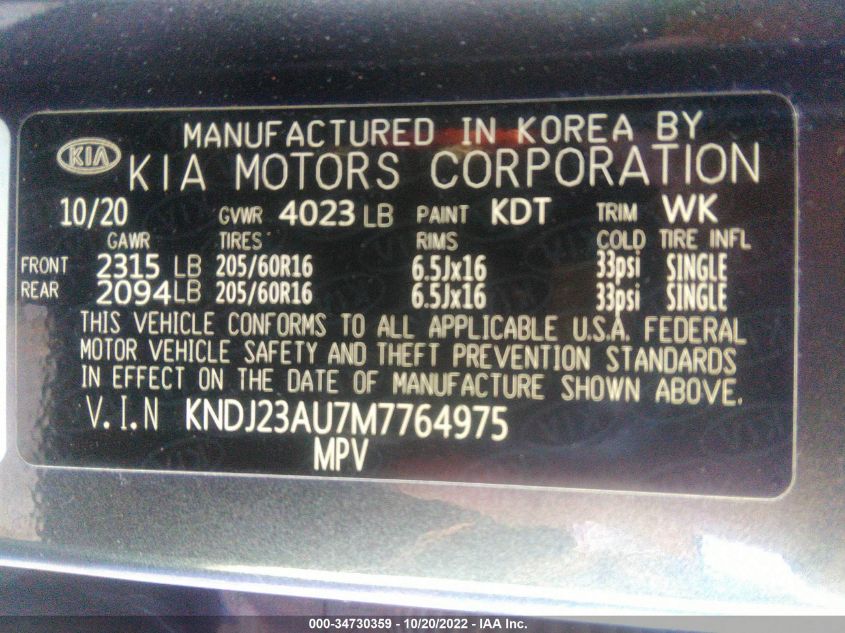 MANUFACTURED IN KOREA BY
KIA KIA MOTORS CORPORATION
10/20 GVWR 4023 LB PAINT KDT TRIM WK
GAWR TIRES RIMS COLD TIRE INFL
FRONT 2315 LB 205/60R16 6.5Jx16 33psi SINGLE
REAR 2094 LB 205/60R16 6.5Jx16 33psi SINGLE
THIS VEHICLE CONFORMS TO ALL APPLICABLE U.S.A. FEDERAL
MOTOR VEHICLE SAFETY AND THEFT PREVENTION STANDARDS
IN EFFECT ON THE DATE OF MANUFACTURE SHOWN ABOVE.
V.I.N KNDJ23AU7M7764975
MPV
000-34730359 - 10/20/2022 - IAA Inc.